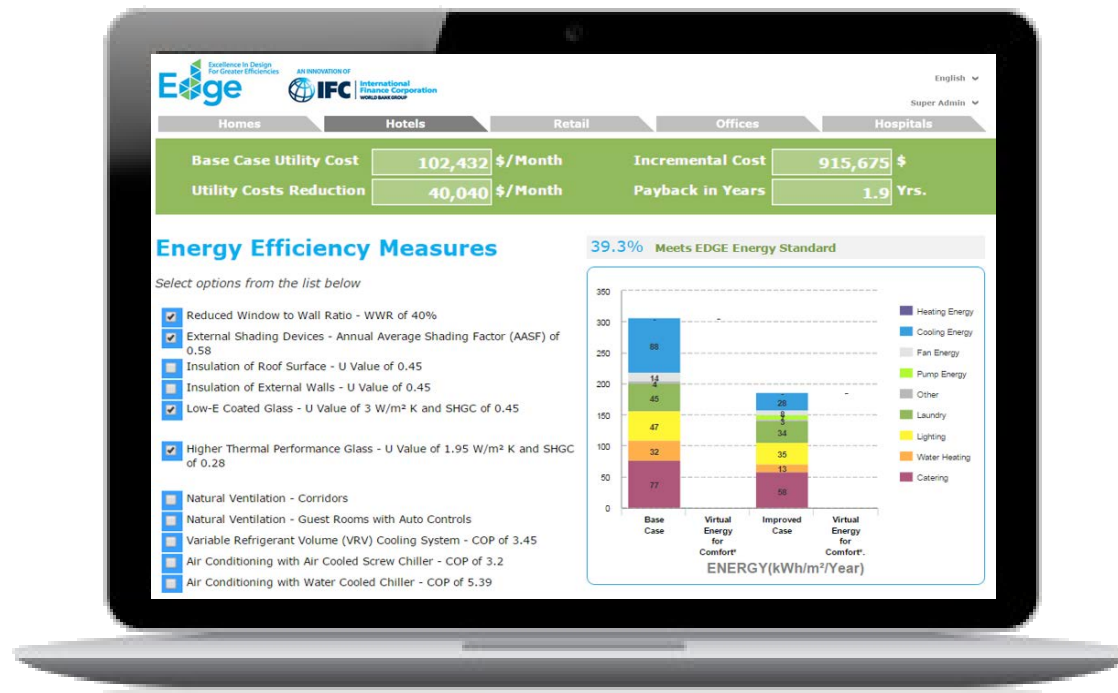 Edge
Excellence in Design
For Greater Efficiencies
AN INNOVATION OF
IFC
International
Finance Corporation
WORLD BANK GROUP
English
Super Admin
Homes
Hotels
Retail
Offices
Hospitals
Base Case Utility Cost 102,432 $/Month
Incremental Cost 915,675 $
Utility Costs Reduction 40,040 $/Month
Payback in Years 1.9 Yrs.
Energy Efficiency Measures
Select options from the list below
Reduced Window to Wall Ratio - WWR of 40%
External Shading Devices - Annual Average Shading Factor (AASF) of
0.58
Insulation of Roof Surface - U Value of 0.45
Insulation of External Walls - U Value of 0.45
Low-E Coated Glass - U Value of 3 W/m² K and SHGC of 0.45
Higher Thermal Performance Glass - U Value of 1.95 W/m² K and SHGC
of 0.28
Natural Ventilation - Corridors
Natural Ventilation - Guest Rooms with Auto Controls
Variable Refrigerant Volume (VRV) Cooling System - COP of 3.45
Air Conditioning with Air Cooled Screw Chiller - COP of 3.2
Air Conditioning with Water Cooled Chiller - COP of 5.39
39.3% Meets EDGE Energy Standard
350
300
250
200
150
100
50
0
88
14
4
45
47
32
77
28
8
5
34
35
13
58
Base
Case
Virtual
Energy
for
Comfort*
Improved
Case
Virtual
Energy
for
Comfort*.
ENERGY(kWh/m²/Year)
Heating Energy
Cooling Energy
Fan Energy
Pump Energy
Other
Laundry
Lighting
Water Heating
Catering